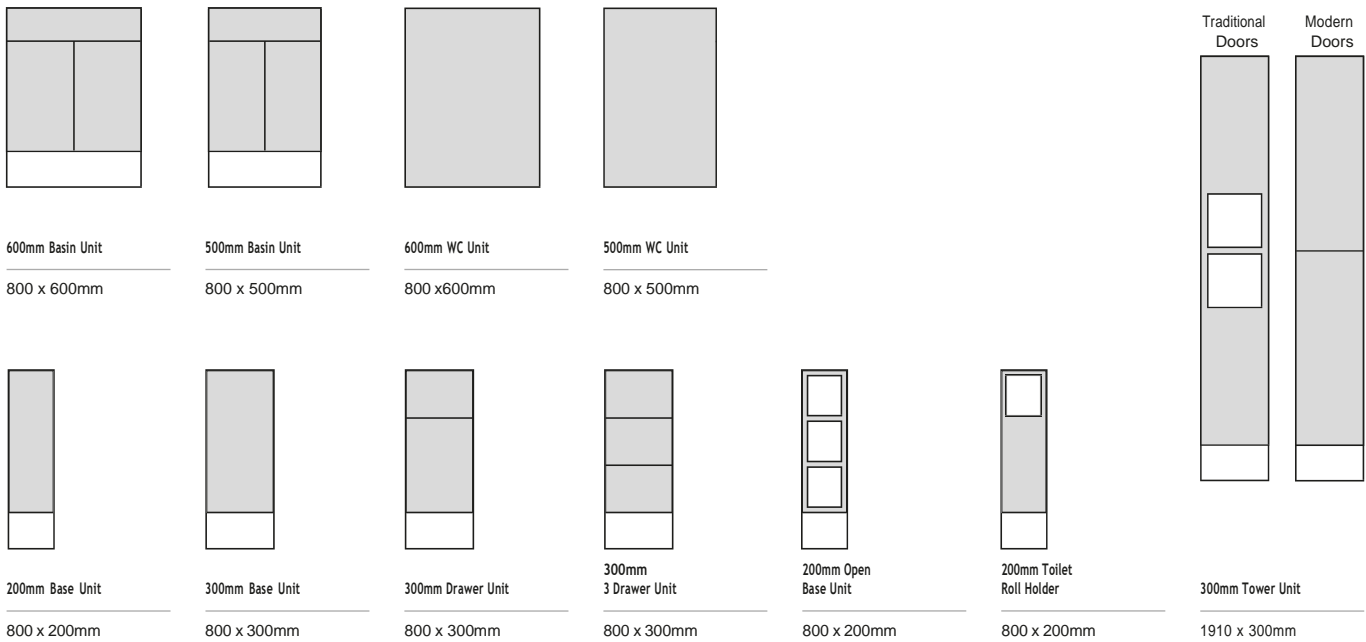 Traditional
Doors
Modern
Doors
600mm Basin Unit
800 x 600mm
500mm Basin Unit
800 x 500mm
600mm WC Unit
800 x600mm
500mm WC Unit
800 x 500mm
200mm Base Unit
800 x 200mm
300mm Base Unit
800 x 300mm
300mm Drawer Unit
800 x 300mm
300mm
3 Drawer Unit
800 x 300mm
200mm Open
Base Unit
800 x 200mm
200mm Toilet
Roll Holder
800 x 200mm
300mm Tower Unit
1910 x 300mm